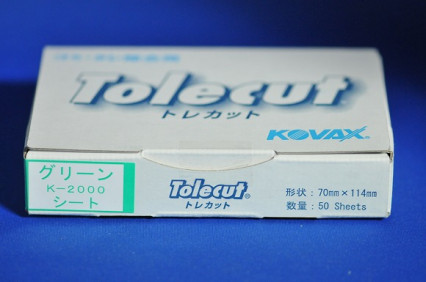 Tolecut
トレカット
KOVAX
グリーン
K-2000
シート
Tolecut®
トレカット
形状：70mm×114mm
数量：50 Sheets